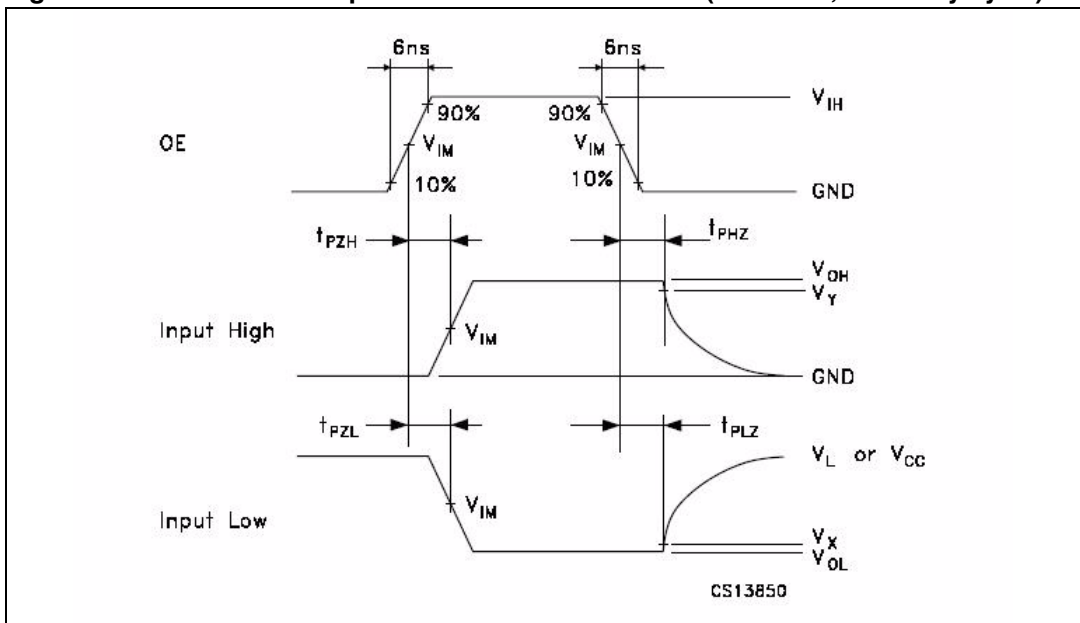 6ns 6ns
V_IH
90% 90%
OE V_IM V_IM
10% 10%
GND
t_PZH t_PHZ
V_OH
V_Y
Input High V_IM
GND
t_PZL t_PLZ
V_L or V_CC
Input Low V_IM
V_X
V_OL
CS13850